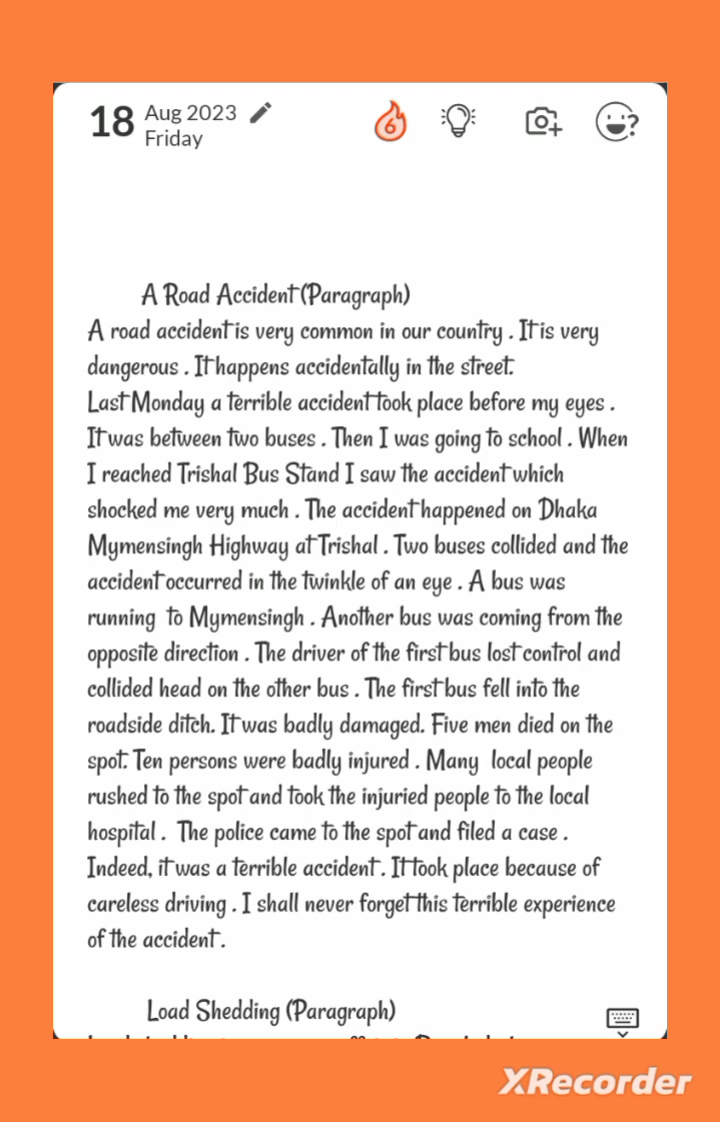 18 Aug 2023
Friday
6
?
A Road Accident (Paragraph)
A road accident is very common in our country . It is very
dangerous . It happens accidentally in the street.
Last Monday a terrible accident took place before my eyes .
It was between two buses . Then I was going to school . When
I reached Trishal Bus Stand I saw the accident which
shocked me very much . The accident happened on Dhaka
Mymensingh Highway at Trishal . Two buses collided and the
accident occurred in the twinkle of an eye . A bus was
running to Mymensingh . Another bus was coming from the
opposite direction . The driver of the first bus lost control and
collided head on the other bus . The first bus fell into the
roadside ditch. It was badly damaged. Five men died on the
spot. Ten persons were badly injured . Many local people
rushed to the spot and took the injuried people to the local
hospital . The police came to the spot and filed a case .
Indeed, it was a terrible accident . It took place because of
careless driving . I shall never forget this terrible experience
of the accident .
Load Shedding (Paragraph)
XRecorder